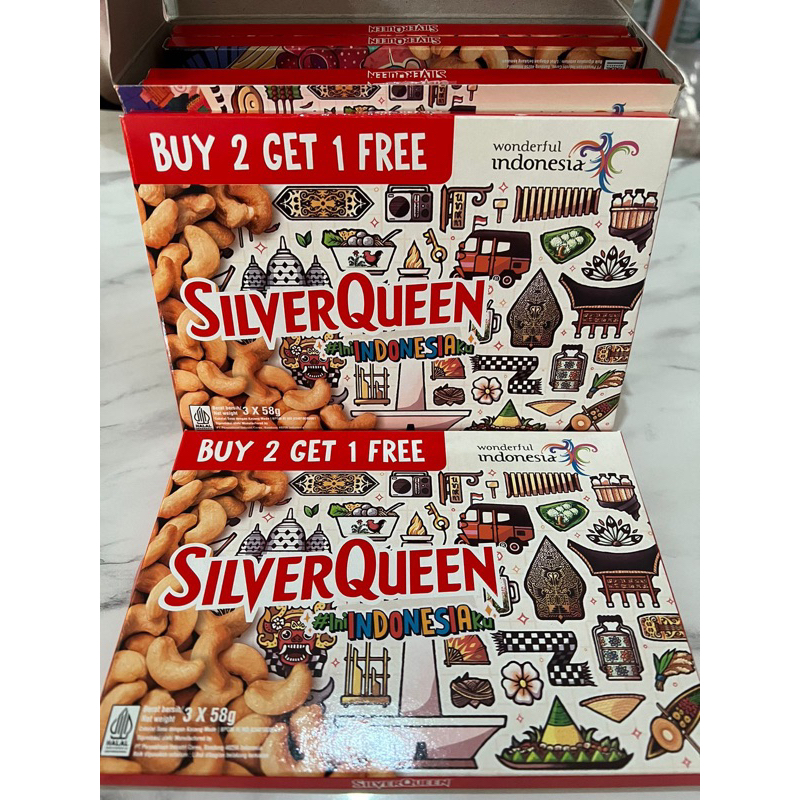 SILVERQUEEN
SILVERQUEEN
SILVERQUEEN
BUY 2 GET 1 FREE
wonderful
indonesia
SILVERQUEEN
#iniINDONESIAku
Berat bersih/
Net weight 3 X 58g
HALAL
BUY 2 GET 1 FREE
wonderful
indonesia
SILVERQUEEN
#iniINDONESIAku
Berat bersih/
Net weight 3 X 58g
HALAL
SILVERQUEEN